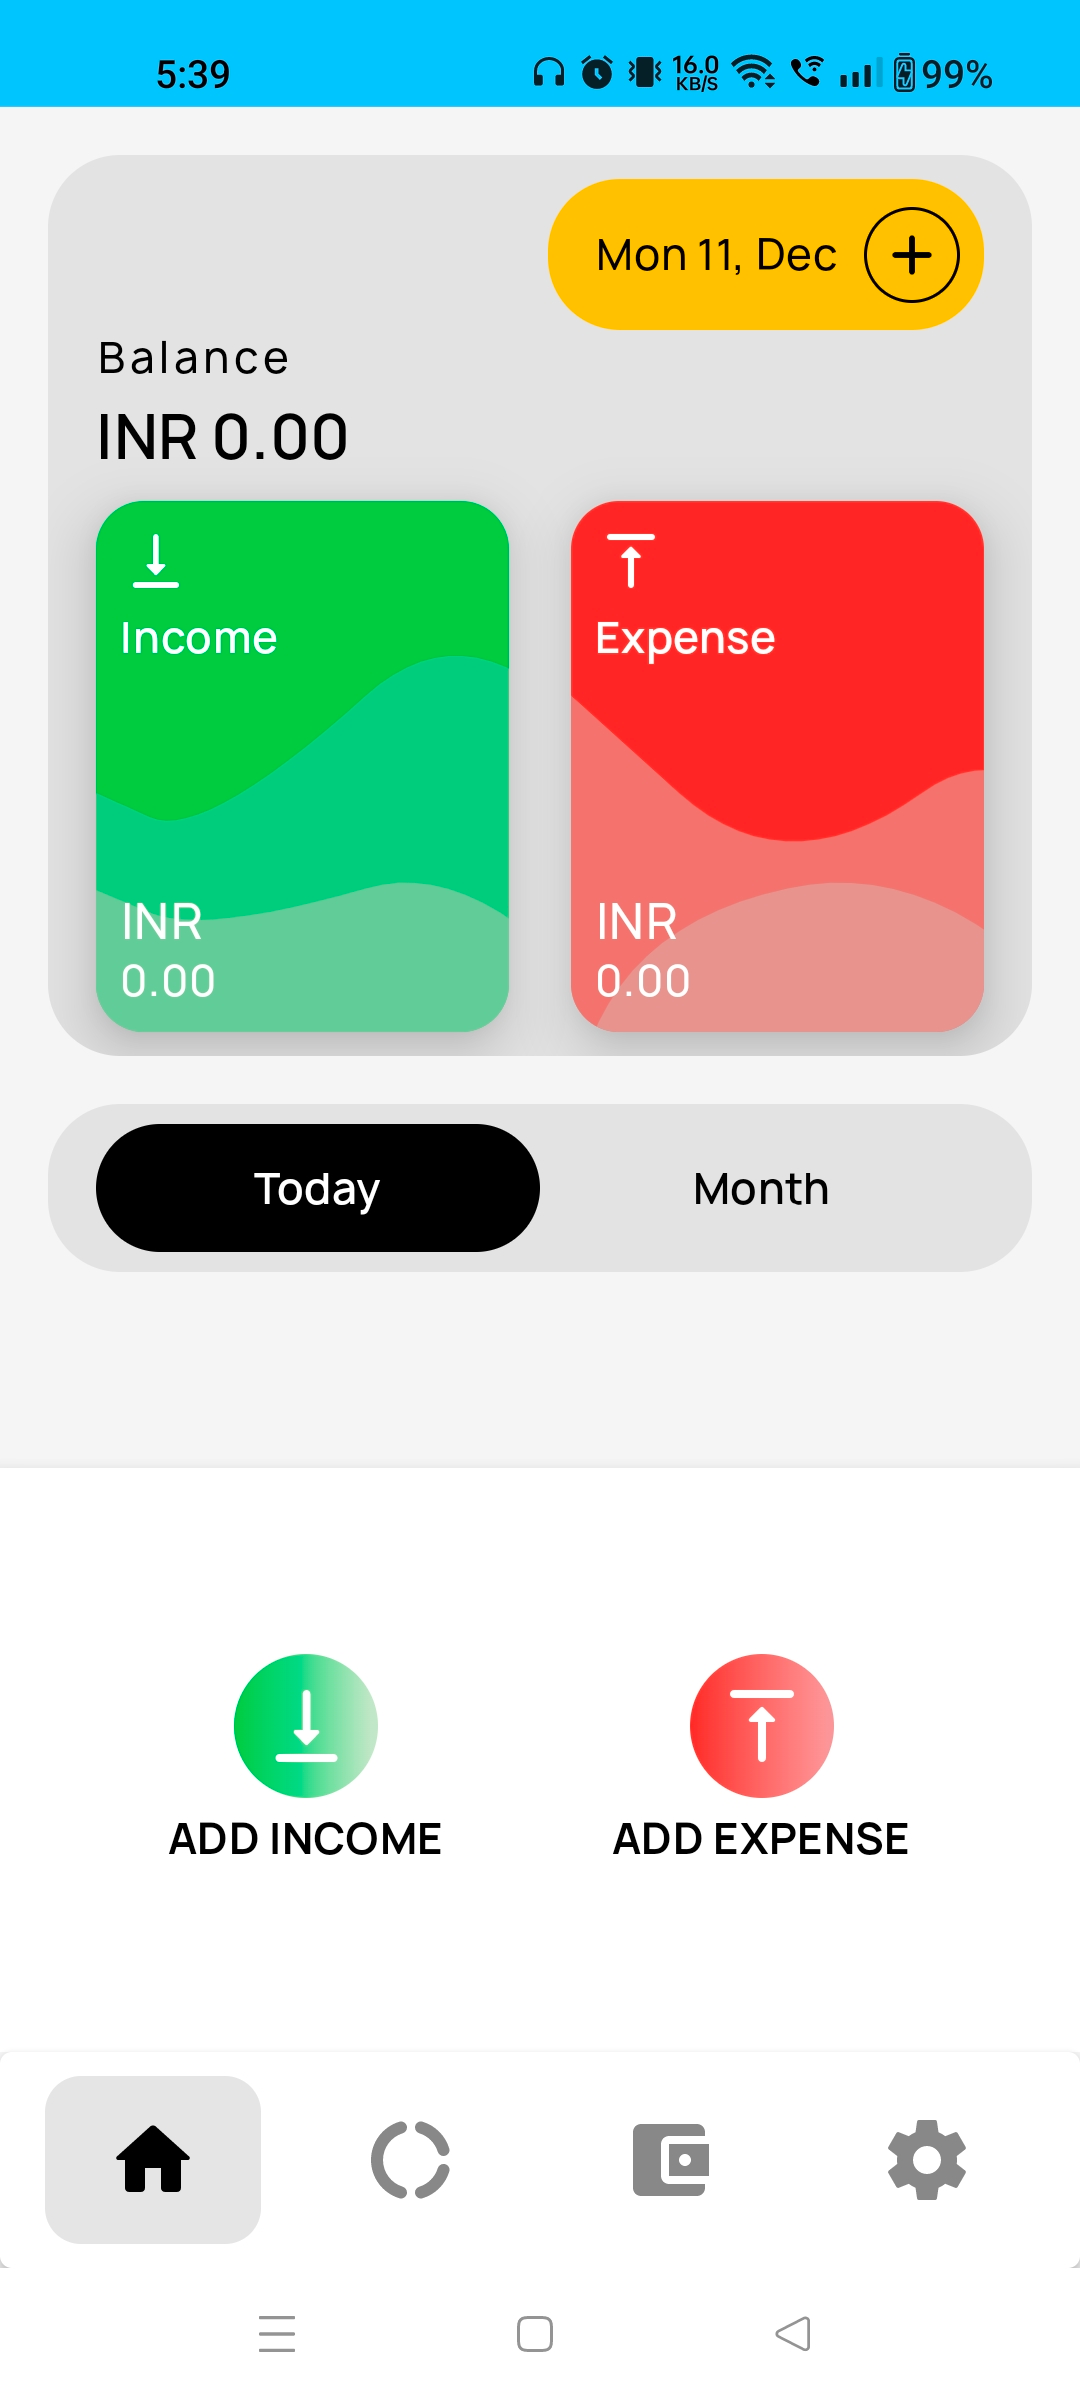 5:39
16.0
KB/S
99%
Mon 11, Dec
Balance
INR 0.00
Income
Expense
INR
0.00
INR
0.00
Today
Month
ADD INCOME
ADD EXPENSE